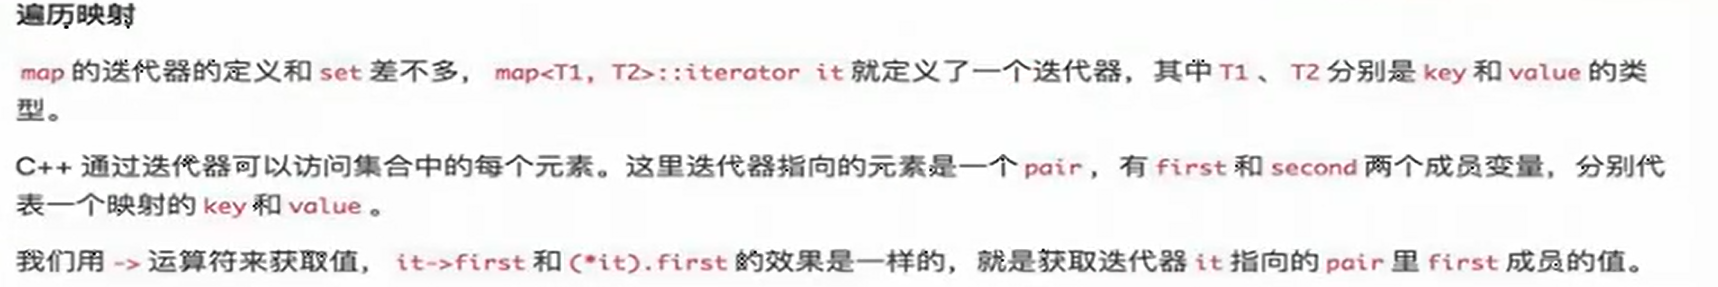 遍历映射
map 的迭代器的定义和 set 差不多， map<T1, T2>::iterator it 就定义了一个迭代器，其中 T1 、 T2 分别是 key 和 value 的类
型。
C++ 通过迭代器可以访问集合中的每个元素。这里迭代器指向的元素是一个 pair ，有 first 和 second 两个成员变量，分别代
表一个映射的 key 和 value 。
我们用 -> 运算符来获取值， it->first 和 (*it).first 的效果是一样的，就是获取迭代器 it 指向的 pair 里 first 成员的值。